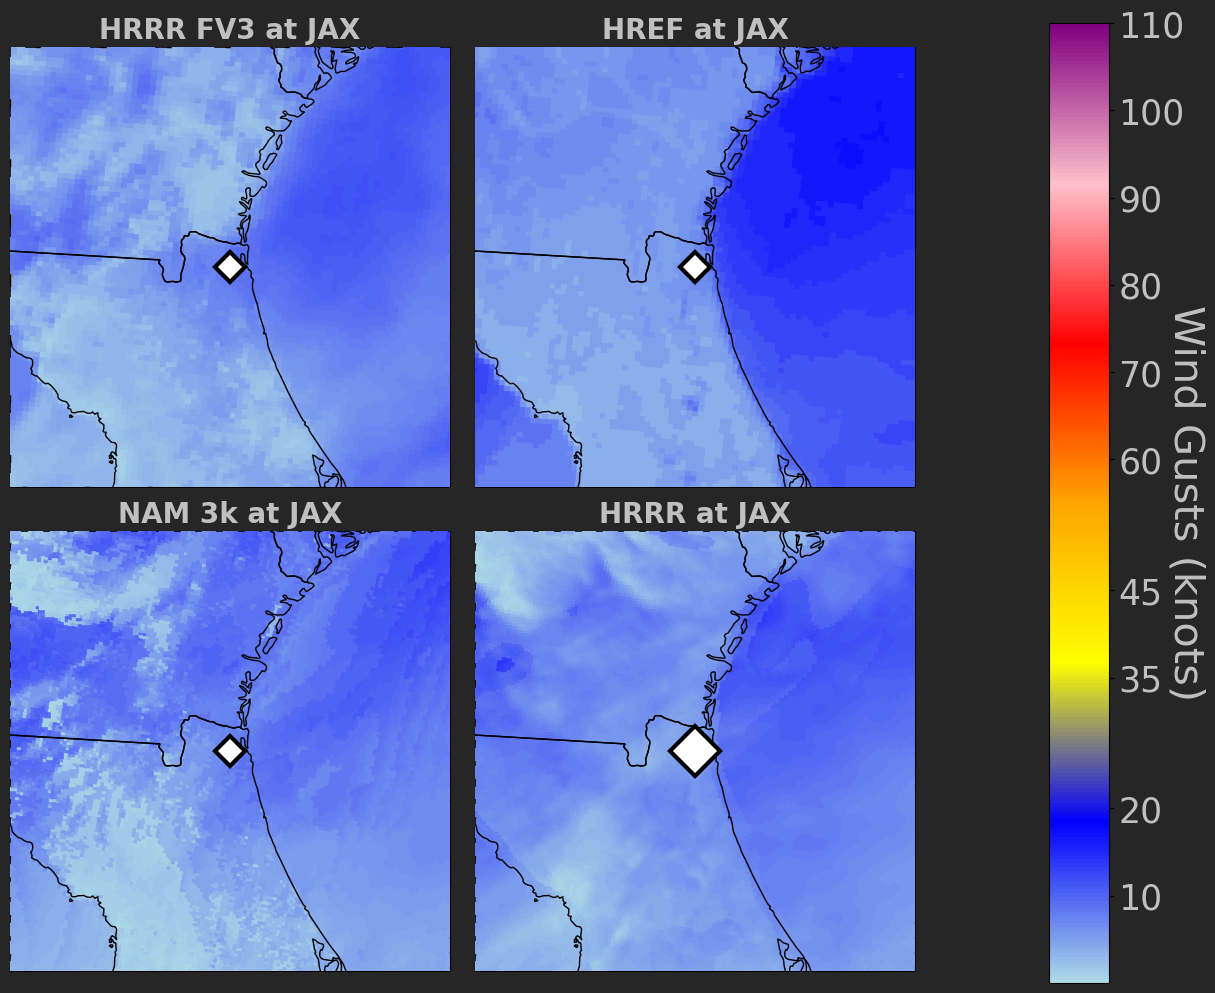 HRRR FV3 at JAX
HREF at JAX
NAM 3k at JAX
HRRR at JAX
110
100
90
80
70
60
45
35
20
10
Wind Gusts (knots)